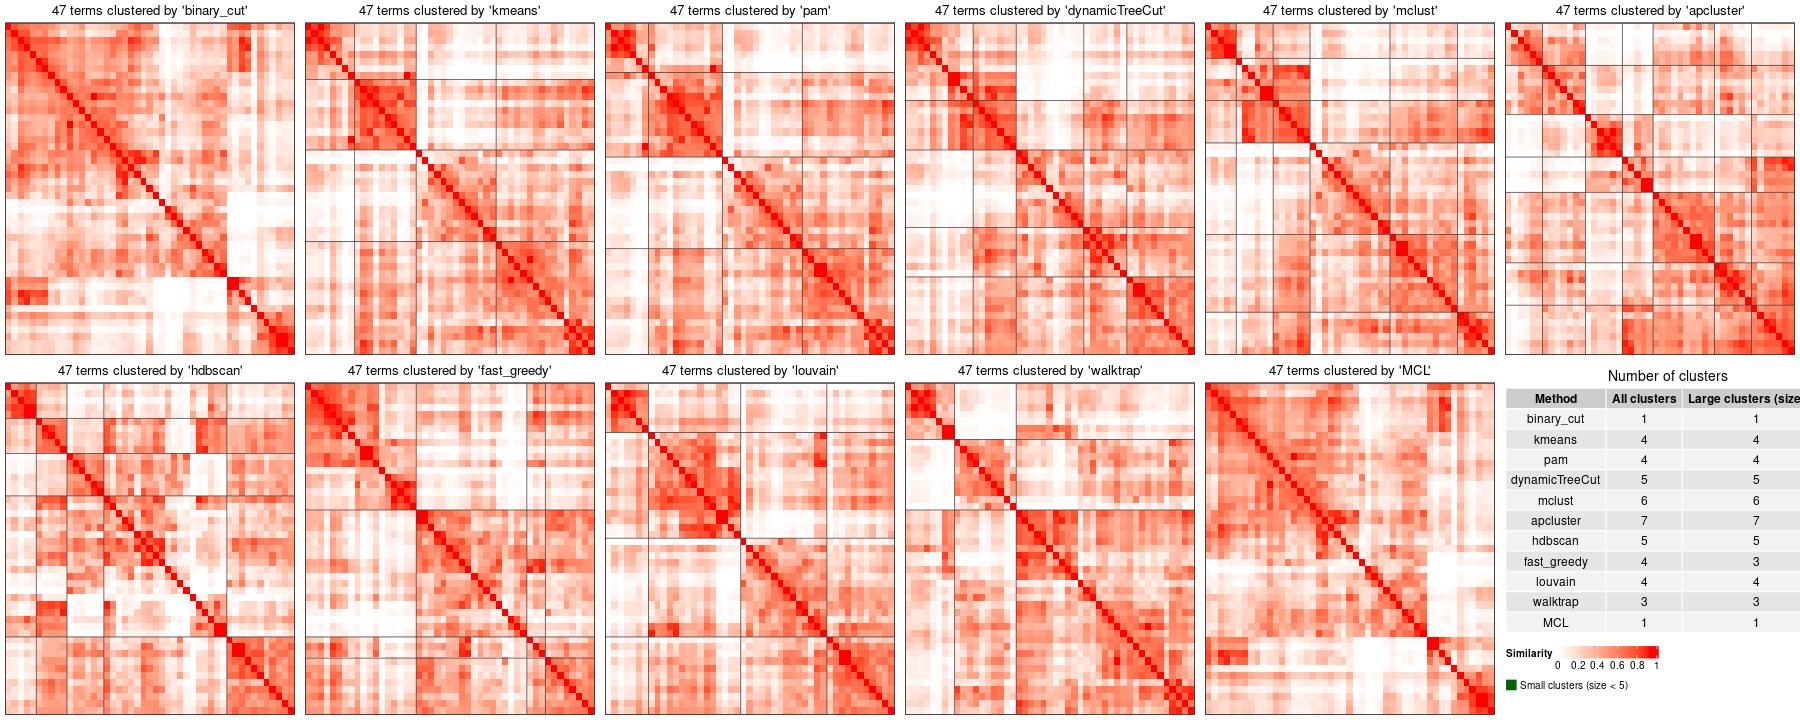 47 terms clustered by 'binary_cut'
47 terms clustered by 'kmeans'
47 terms clustered by 'pam'
47 terms clustered by 'dynamicTreeCut'
47 terms clustered by 'mclust'
47 terms clustered by 'apcluster'
47 terms clustered by 'hdbscan'
47 terms clustered by 'fast_greedy'
47 terms clustered by 'louvain'
47 terms clustered by 'walktrap'
47 terms clustered by 'MCL'
Number of clusters
Method All clusters Large clusters (size
binary_cut 1 1
kmeans 4 4
pam 4 4
dynamicTreeCut 5 5
mclust 6 6
apcluster 7 7
hdbscan 5 5
fast_greedy 4 3
louvain 4 4
walktrap 3 3
MCL 1 1
Similarity
0 0.2 0.4 0.6 0.8 1
Small clusters (size < 5)